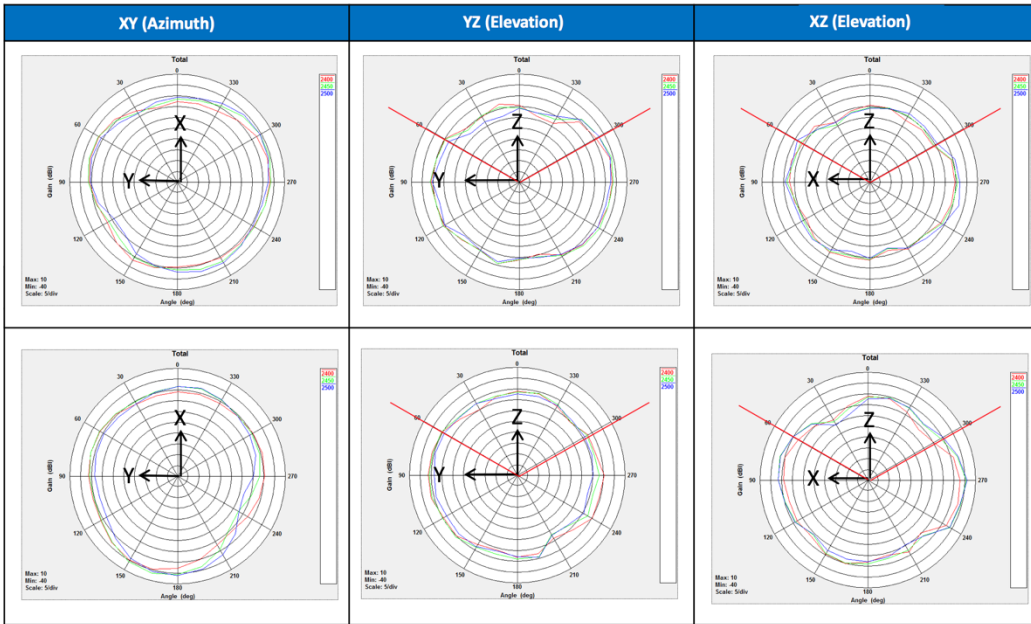 XY (Azimuth)
YZ (Elevation)
XZ (Elevation)
Total
0
30
330
60
300
90
270
120
240
150
210
180
Gain (dBi)
Angle (deg)
X
Y
2400
2450
2500
Max: 10
Min: -40
Scale: 5/div
Total
0
30
330
60
300
90
270
120
240
150
210
180
Gain (dBi)
Angle (deg)
Z
Y
2400
2450
2500
Max: 10
Min: -40
Scale: 5/div
Total
0
30
330
60
300
90
270
120
240
150
210
180
Gain (dBi)
Angle (deg)
Z
X
2400
2450
2500
Max: 10
Min: -40
Scale: 5/div
Total
0
30
330
60
300
90
270
120
240
150
210
180
Gain (dBi)
Angle (deg)
X
Y
2400
2450
2500
Max: 10
Min: -40
Scale: 5/div
Total
0
30
330
60
300
90
270
120
240
150
210
180
Gain (dBi)
Angle (deg)
Z
Y
2400
2450
2500
Max: 10
Min: -40
Scale: 5/div
Total
0
30
330
60
300
90
270
120
240
150
210
180
Gain (dBi)
Angle (deg)
Z
X
2400
2450
2500
Max: 10
Min: -40
Scale: 5/div